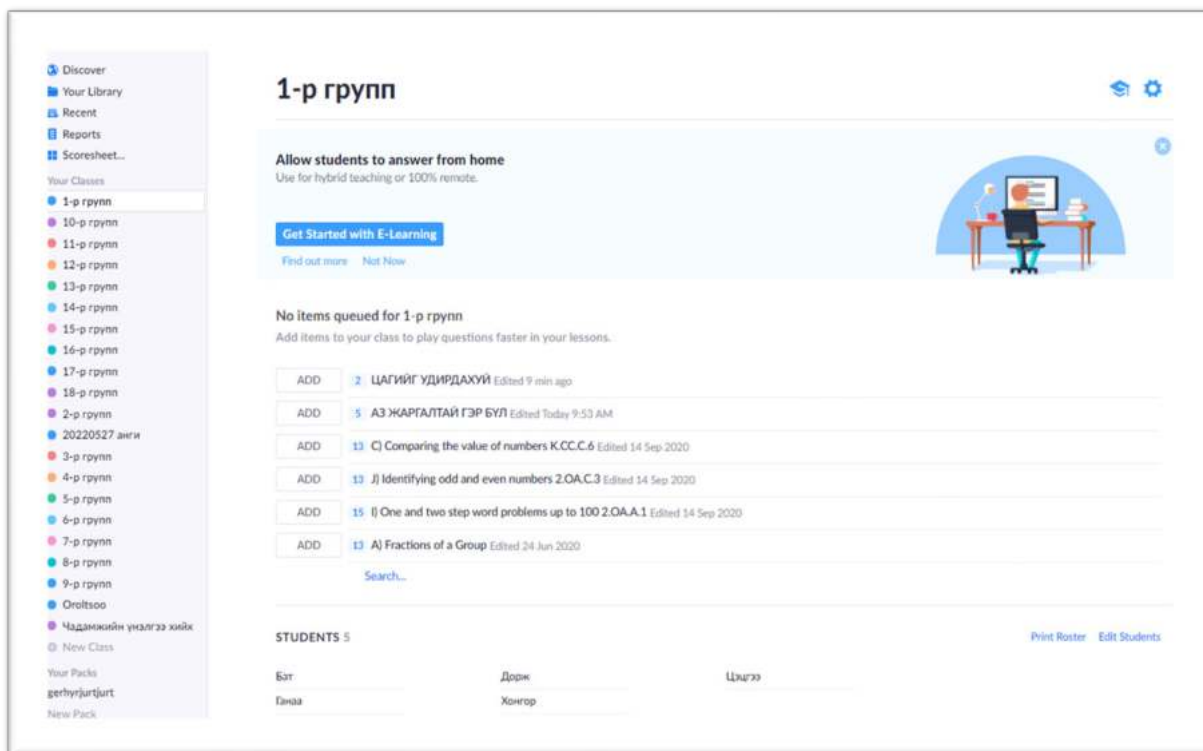 Discover
Your Library
Recent
Reports
Scoresheet...
Your Classes
1-р групп
10-р групп
11-р групп
12-р групп
13-р групп
14-р групп
15-р групп
16-р групп
17-р групп
18-р групп
2-р групп
20220527 анги
3-р групп
4-р групп
5-р групп
6-р групп
7-р групп
8-р групп
9-р групп
Oroltsoo
Чадамжийн үнэлгээ хийх
New Class
Your Packs
gerhyrjurtjurt
New Pack
1-р групп
Allow students to answer from home
Use for hybrid teaching or 100% remote.
Get Started with E-Learning
Find out more Not Now
No items queued for 1-р групп
Add items to your class to play questions faster in your lessons.
ADD 2 ЦАГИЙГ УДИРДАХУЙ Edited 9 min ago
ADD 5 АЗ ЖАРГАЛТАЙ ГЭР БҮЛ Edited Today 9:53 AM
ADD 13 C) Comparing the value of numbers K.CC.C.6 Edited 14 Sep 2020
ADD 13 J) Identifying odd and even numbers 2.OA.C.3 Edited 14 Sep 2020
ADD 15 I) One and two step word problems up to 100 2.OA.A.1 Edited 14 Sep 2020
ADD 13 A) Fractions of a Group Edited 24 Jun 2020
Search...
STUDENTS 5 Print Roster Edit Students
Бат Дорж Цэцгээ
Ганаа Хонгор